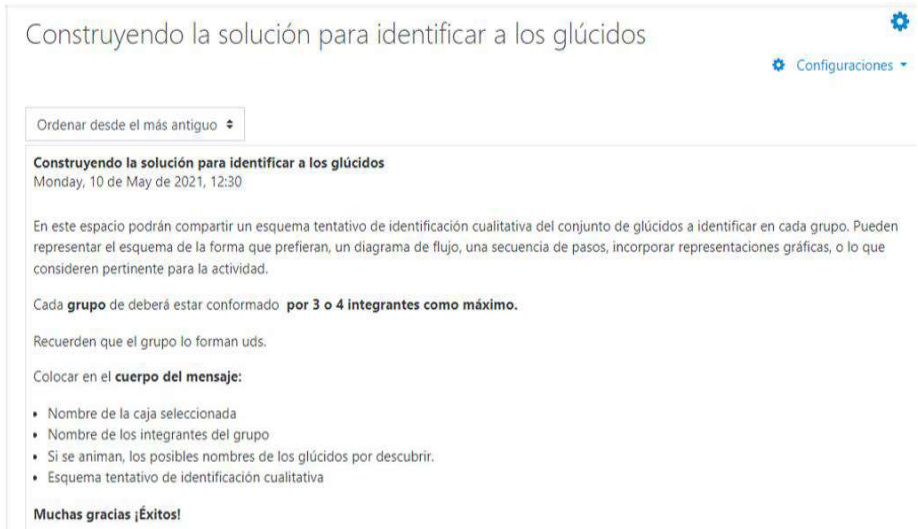 Construyendo la solución para identificar a los glúcidos
Configuraciones
Ordenar desde el más antiguo
Construyendo la solución para identificar a los glúcidos
Monday, 10 de May de 2021, 12:30
En este espacio podrán compartir un esquema tentativo de identificación cualitativa del conjunto de glúcidos a identificar en cada grupo. Pueden
representar el esquema de la forma que prefieran, un diagrama de flujo, una secuencia de pasos, incorporar representaciones gráficas, o lo que
consideren pertinente para la actividad.
Cada grupo de deberá estar conformado por 3 o 4 integrantes como máximo.
Recuerden que el grupo lo forman uds.
Colocar en el cuerpo del mensaje:
• Nombre de la caja seleccionada
• Nombre de los integrantes del grupo
• Si se animan, los posibles nombres de los glúcidos por descubrir.
• Esquema tentativo de identificación cualitativa
Muchas gracias ¡Éxitos!